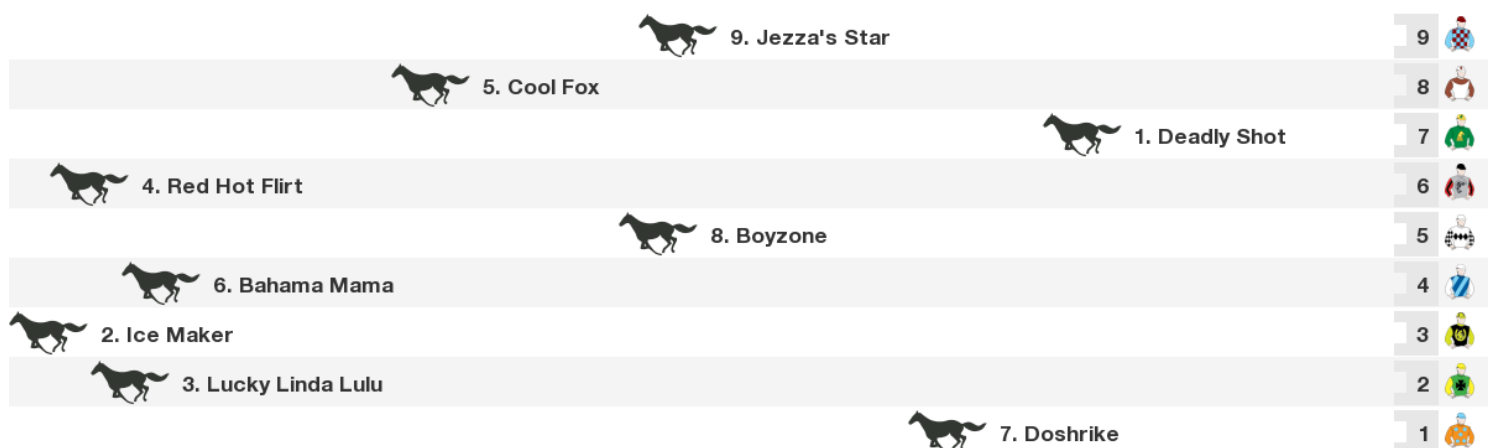 9. Jezza's Star 9
5. Cool Fox 8
1. Deadly Shot 7
4. Red Hot Flirt 6
8. Boyzone 5
6. Bahama Mama 4
2. Ice Maker 3
3. Lucky Linda Lulu 2
7. Doshrike 1